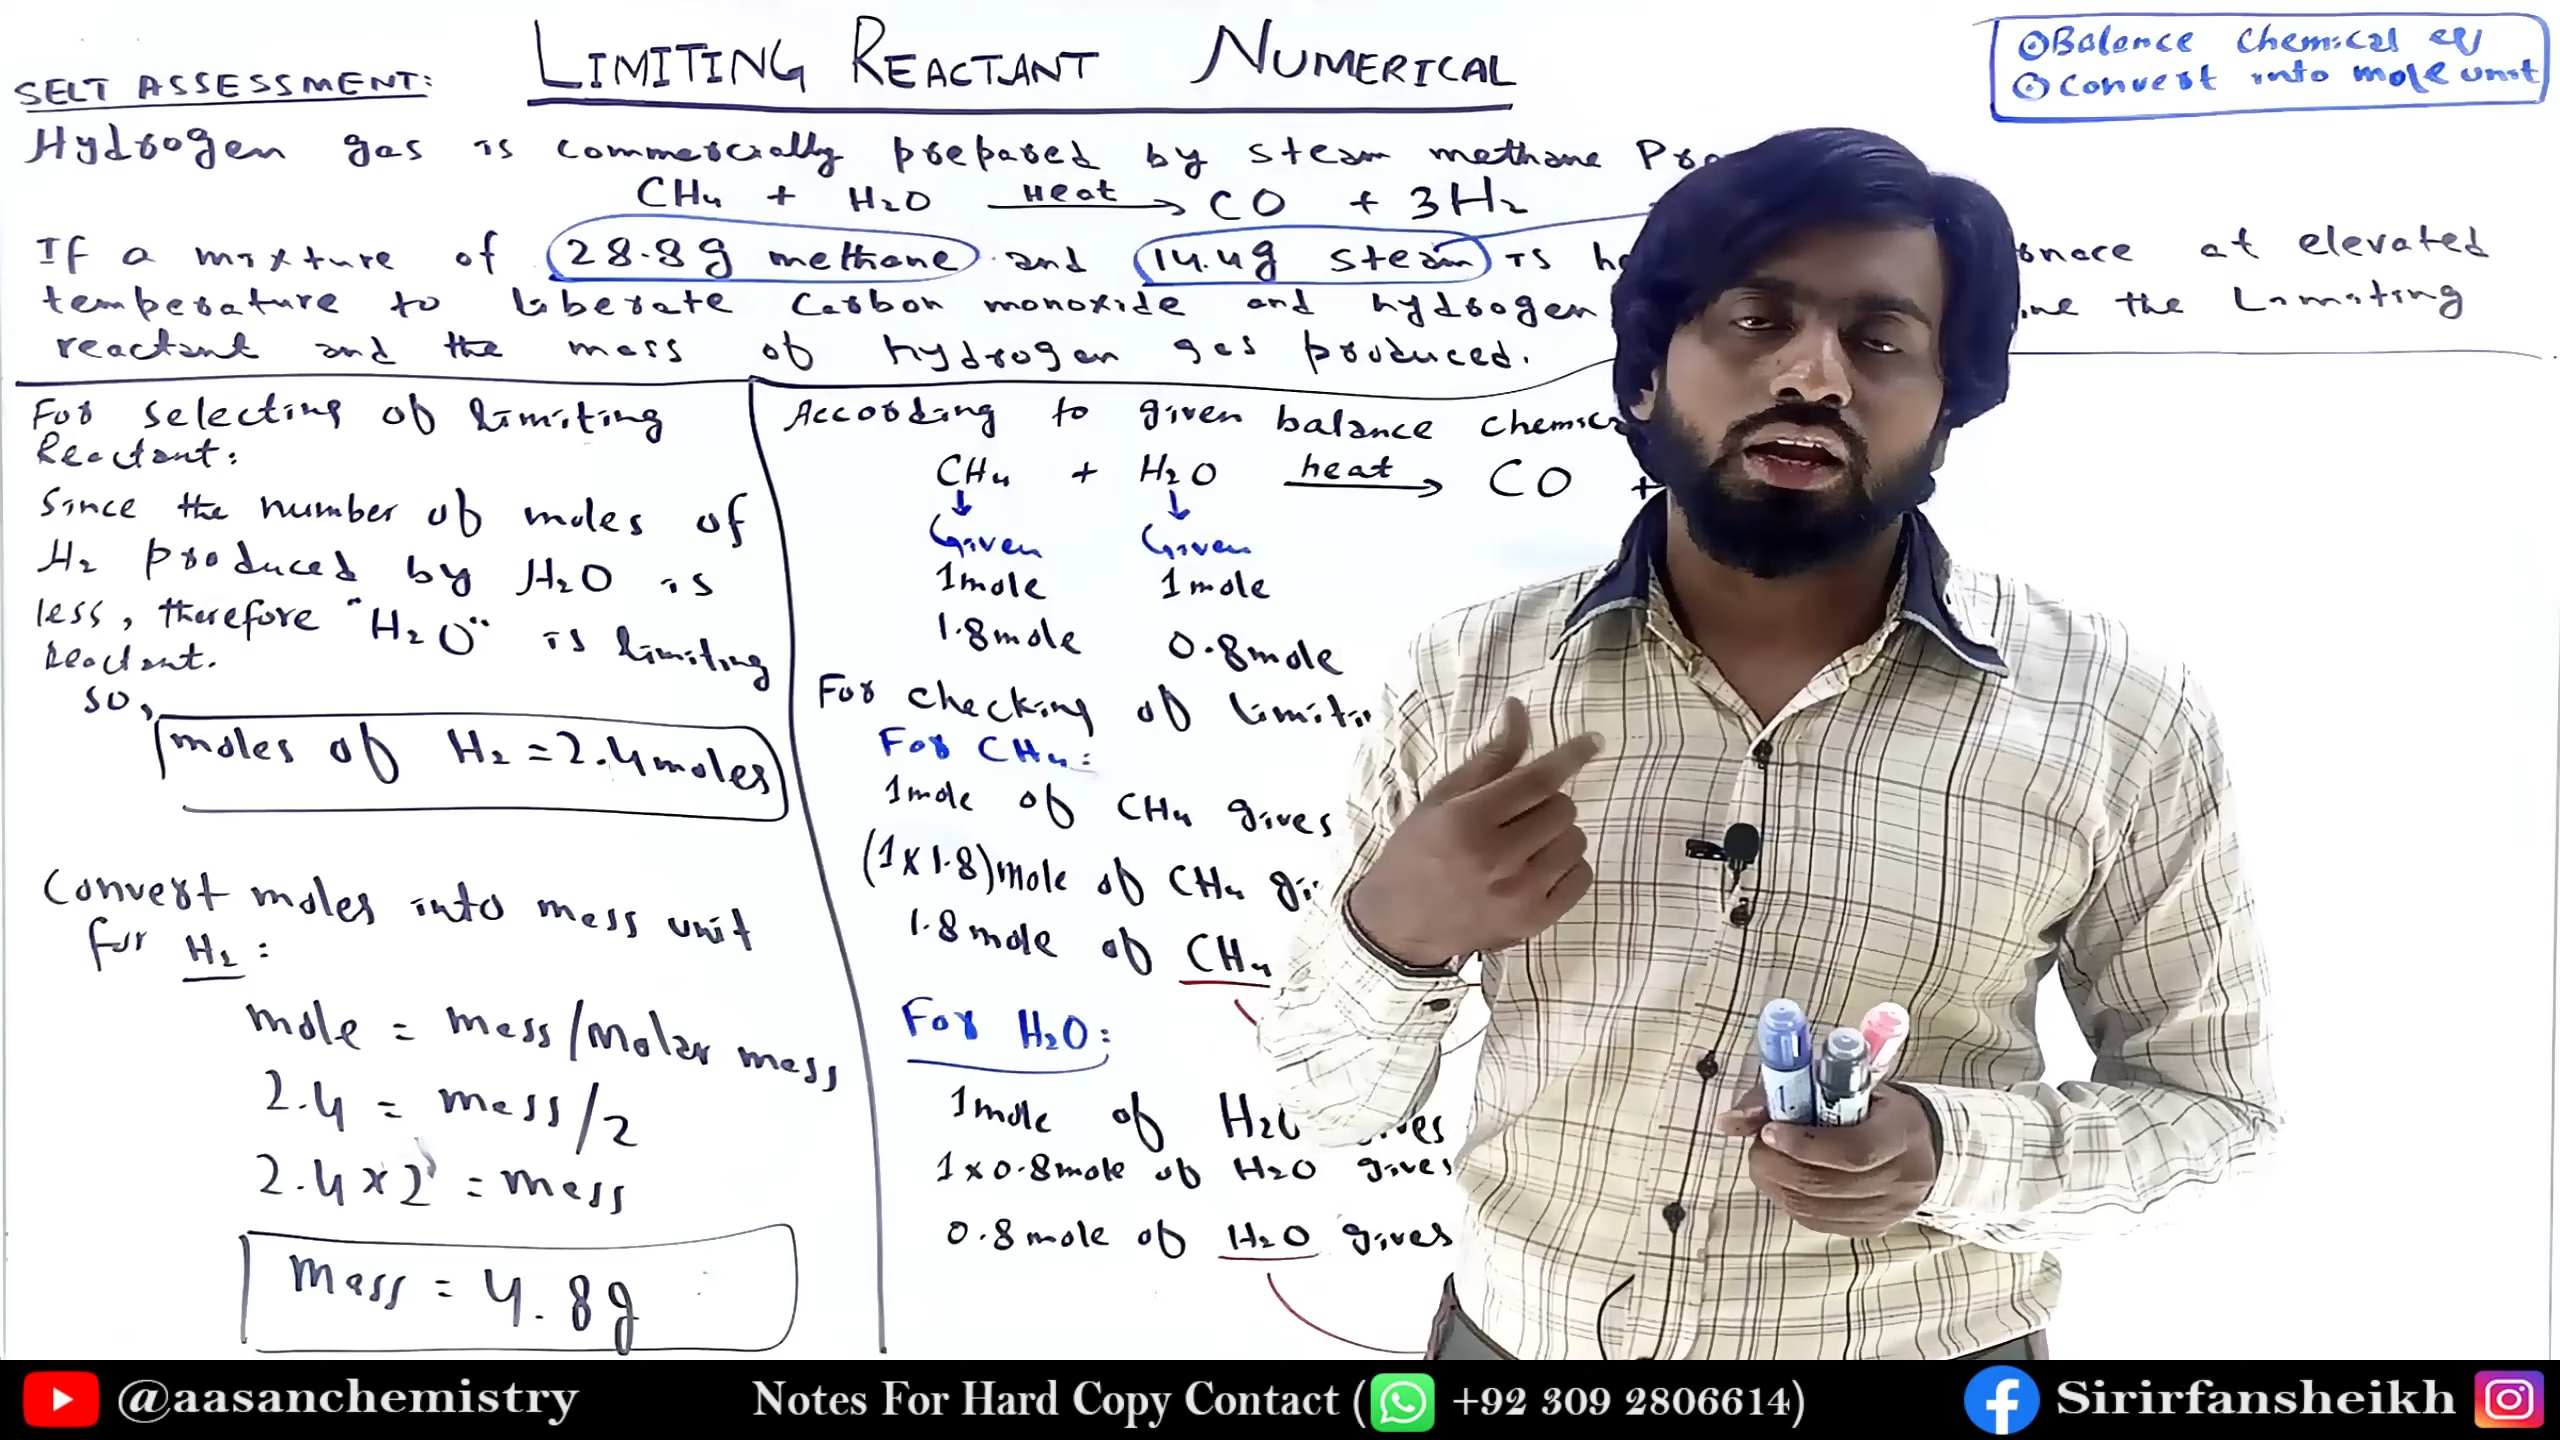 LIMITING REACTANT NUMERICAL
SELT ASSESSMENT:
⊙Balance Chemical eq
⊙Convert into mole unit
Hydrogen gas is commercially prepared by steam methane
CH₄ + H₂O Heat → CO + 3H₂
If a mixture of 28.8g methane and 14.4g steam is at elevated
temperature to liberate Carbon monoxide and hydrogen the Limiting
reactant and the mass of hydrogen gas produced.
For selecting of limiting
Reactant:
Since the number of moles of
H₂ produced by H₂O is
less, therefore "H₂O" is limiting
Reactant.
So,
moles of H₂ = 2.4moles
Convert moles into mass unit
for H₂:
mole = mass/Molar mass
2.4 = mass/2
2.4 x 2 = mass
Mass = 4.8g
According to given balance
CH₄ + H₂O heat → CO +
↓ ↓
Given Given
1mole 1mole
1.8mole 0.8mole
For checking of
For CH₄:
1mole of CH₄ gives
(1x1.8)mole of CH₄
1.8mole of CH₄
For H₂O:
1mole of
1x0.8mole of H₂O gives
0.8mole of H₂O gives
@aasanchemistry Notes For Hard Copy Contact ( +92 309 2806614) Sirirfansheikh